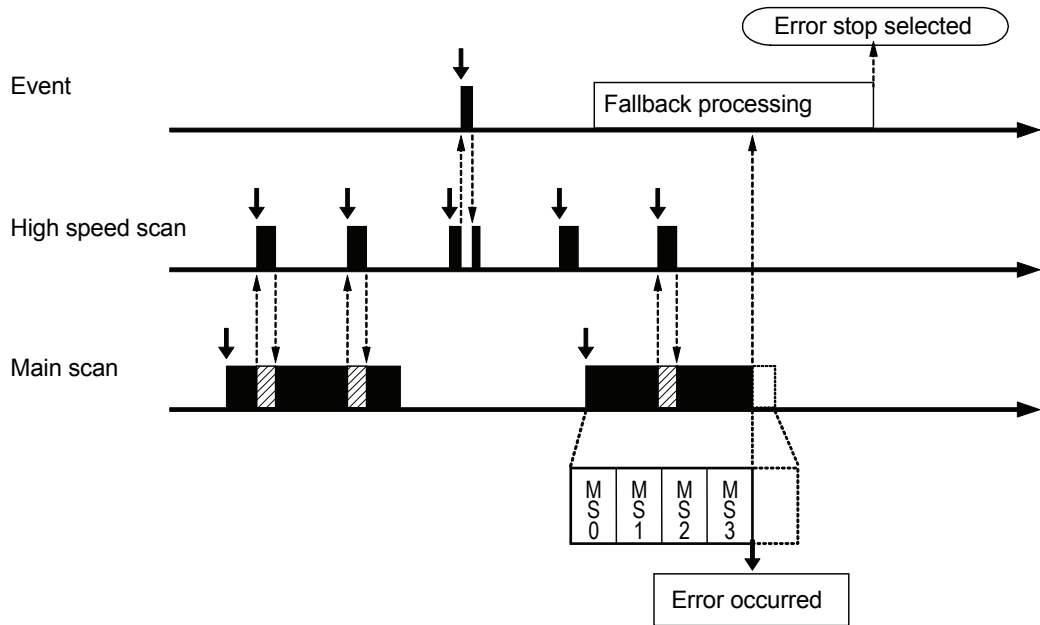 Error stop selected
Event
Fallback processing
High speed scan
Main scan
MS0
MS1
MS2
MS3
Error occurred